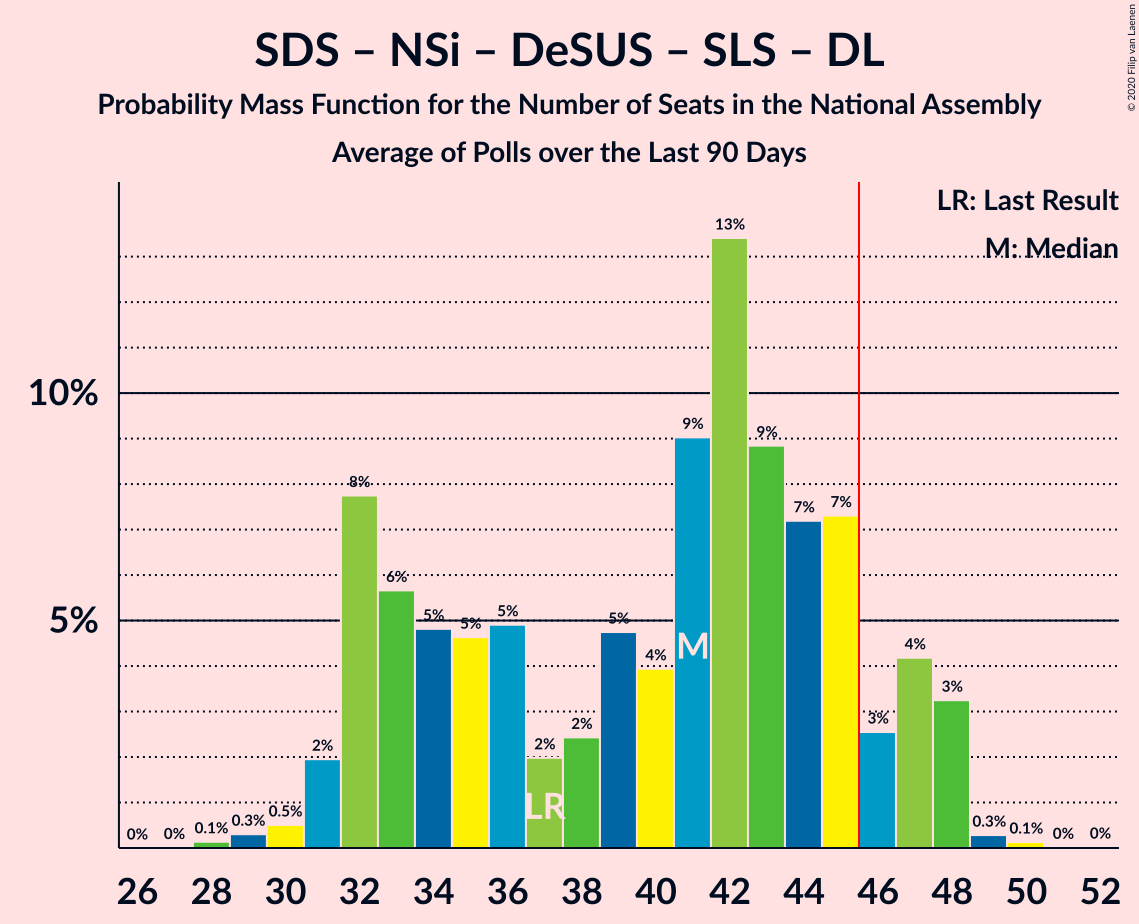 SDS – NSi – DeSUS – SLS – DL
Probability Mass Function for the Number of Seats in the National Assembly
Average of Polls over the Last 90 Days
© 2020 Filip van Laenen
LR: Last Result
M: Median
10%
5%
0% 0% 0.1% 0.3% 0.5% 2% 8% 6% 5% 5% 5% 2% 2% 5% 4% 9% 13% 9% 7% 7% 3% 4% 3% 0.3% 0.1% 0% 0%
M
LR
26 28 30 32 34 36 38 40 42 44 46 48 50 52